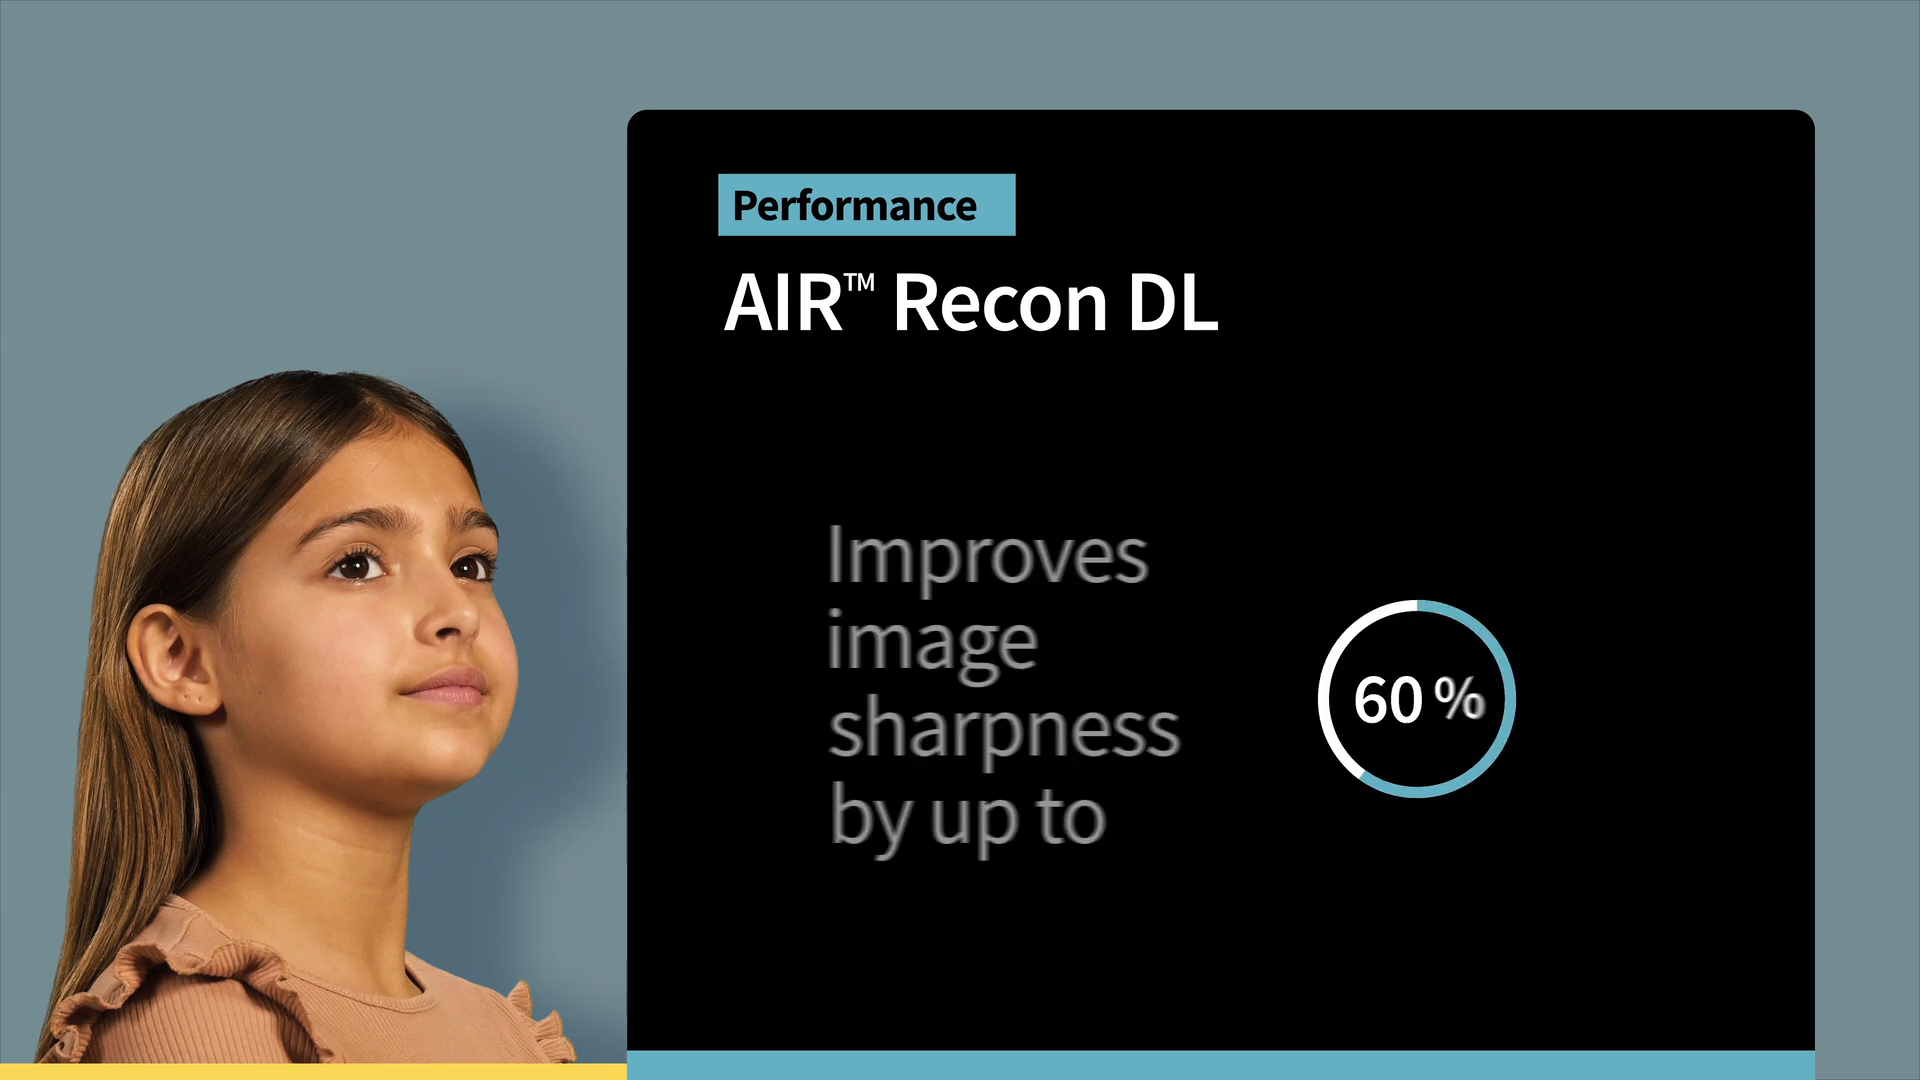 Performance
AIR™ Recon DL
Improves
image
sharpness
by up to
60 %